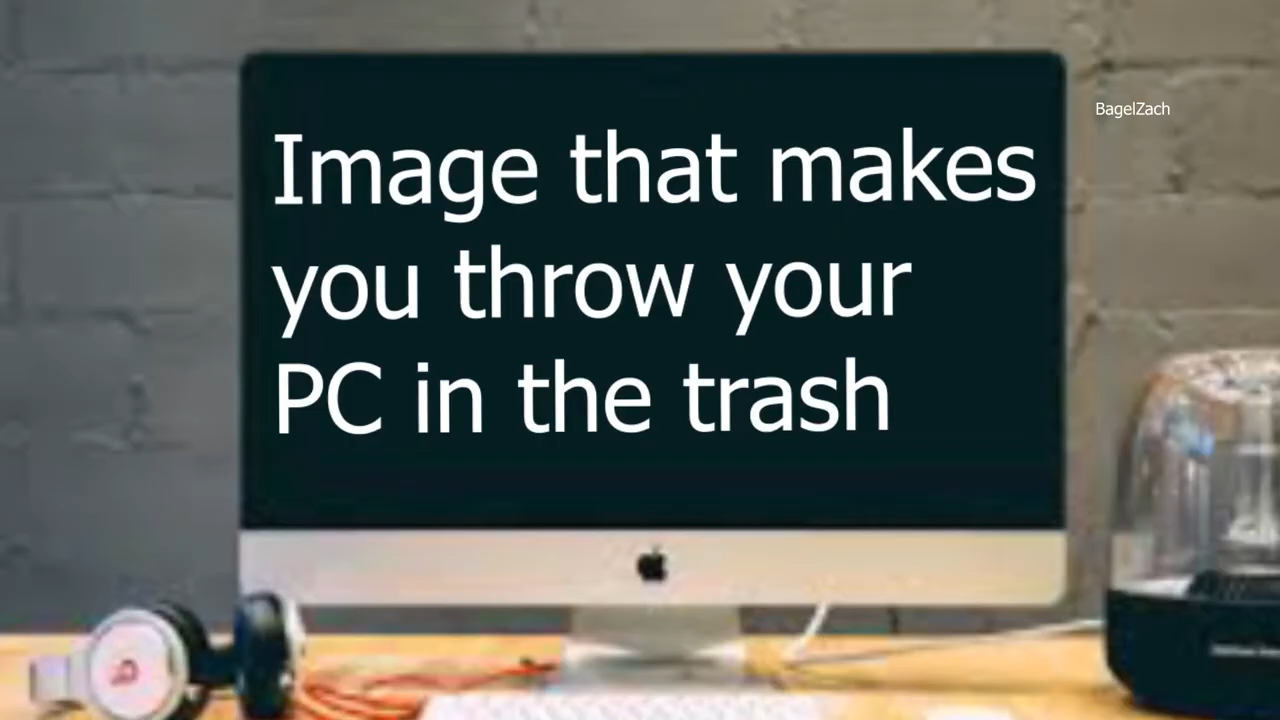 Image that makes
you throw your
PC in the trash
BagelZach